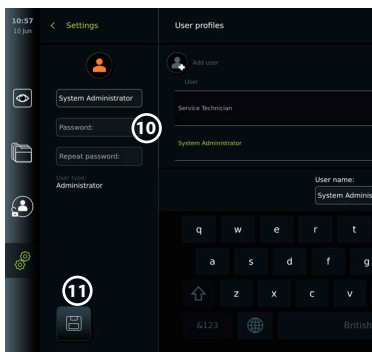 10:57
10 Jun
Settings
System Administrator
Password:
10
Repeat password:
User type:
Administrator
11
User profiles
Add user
User
Service Technician
System Administrator
User name:
System Adminis
q w e r t
a s d f g
z x c v
&123
British